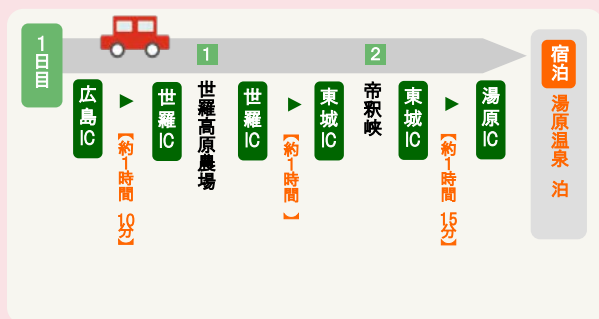 1日目
広島IC
▶
【約1時間10分】
世羅IC
1
世羅高原農場
世羅IC
▶
【約1時間】
東城IC
2
帝釈峡
東城IC
▶
【約1時間15分】
湯原IC
宿泊
湯原温泉 泊